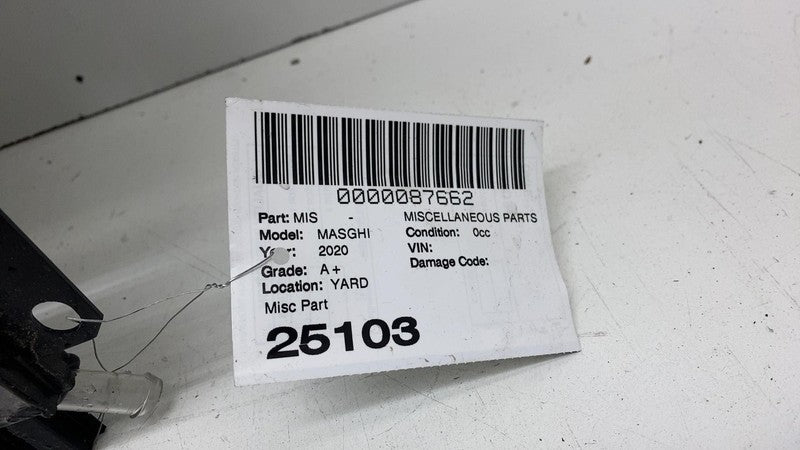 0000087662
Part: MIS - MISCELLANEOUS PARTS
Model: MASGHI Condition: 0cc
Year: 2020 VIN:
Grade: A+ Damage Code:
Location: YARD
Misc Part
25103